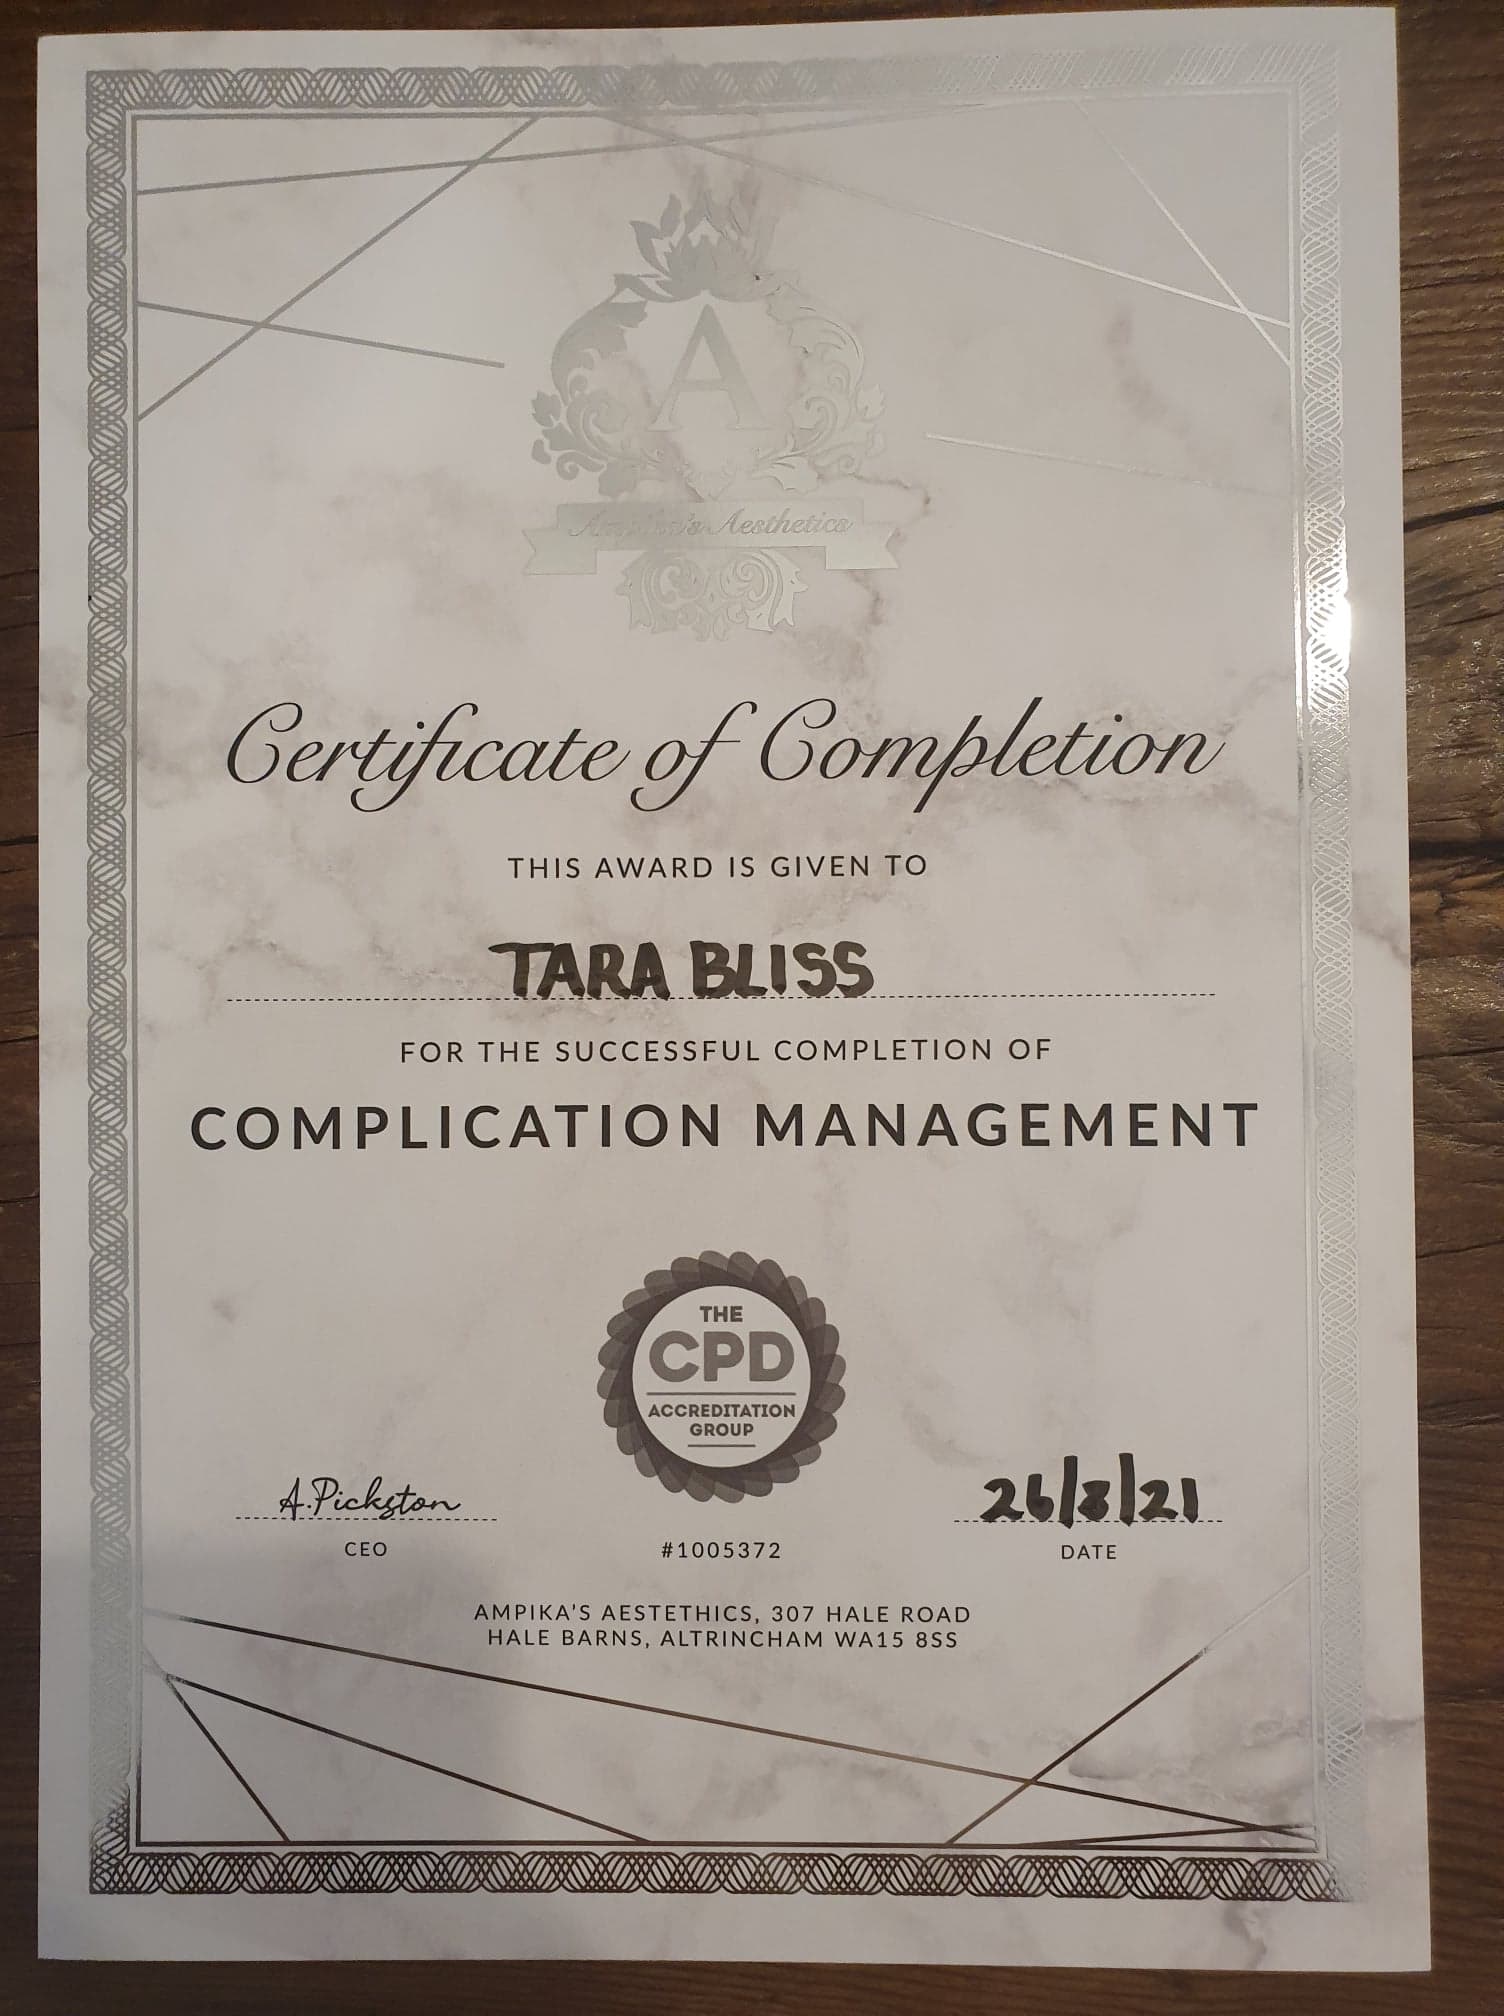 A
Ampika's Aesthetics
Certificate of Completion
THIS AWARD IS GIVEN TO
TARA BLISS
FOR THE SUCCESSFUL COMPLETION OF
COMPLICATION MANAGEMENT
THE
CPD
ACCREDITATION
GROUP
A.Pickston
CEO
#1005372
26/8/21
DATE
AMPIKA'S AESTETHICS, 307 HALE ROAD
HALE BARNS, ALTRINCHAM WA15 8SS